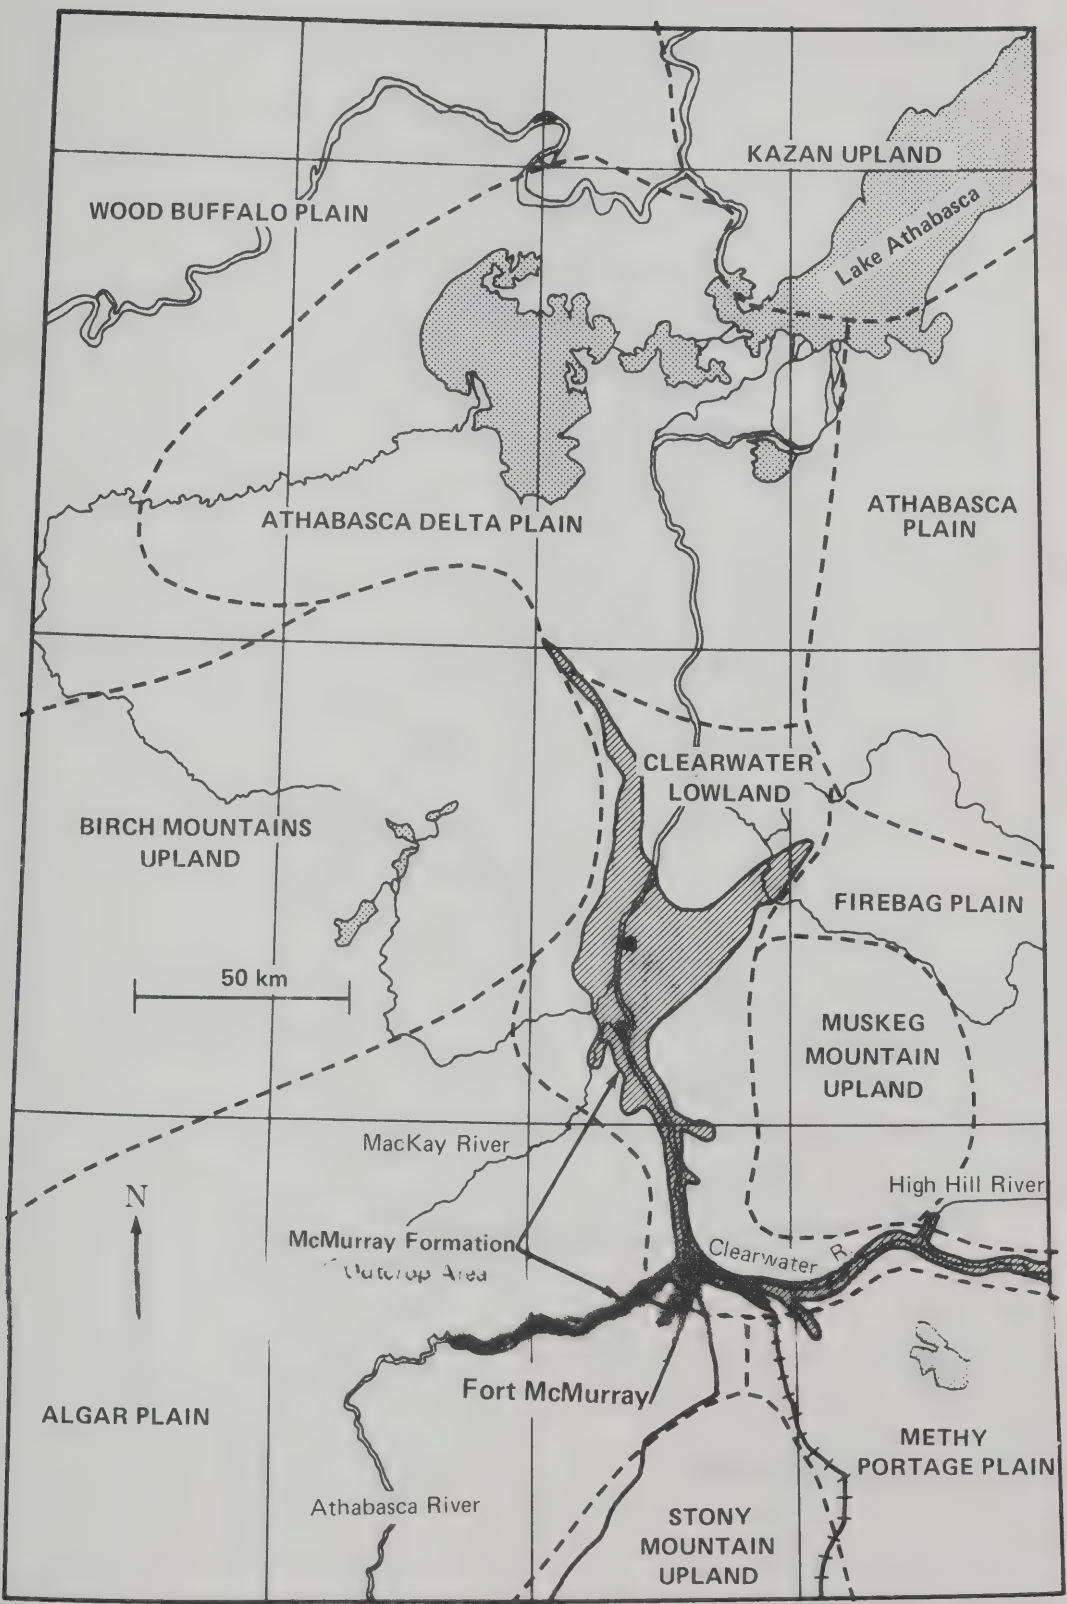 KAZAN UPLAND
WOOD BUFFALO PLAIN
Lake Athabasca
ATHABASCA
PLAIN
ATHABASCA DELTA PLAIN
CLEARWATER
LOWLAND
BIRCH MOUNTAINS
UPLAND
FIREBAG PLAIN
50 km
MUSKEG
MOUNTAIN
UPLAND
MacKay River
N
High Hill River
McMurray Formation
Outcrop Area
Clearwater R.
Fort McMurray
ALGAR PLAIN
METHY
PORTAGE PLAIN
Athabasca River
STONY
MOUNTAIN
UPLAND